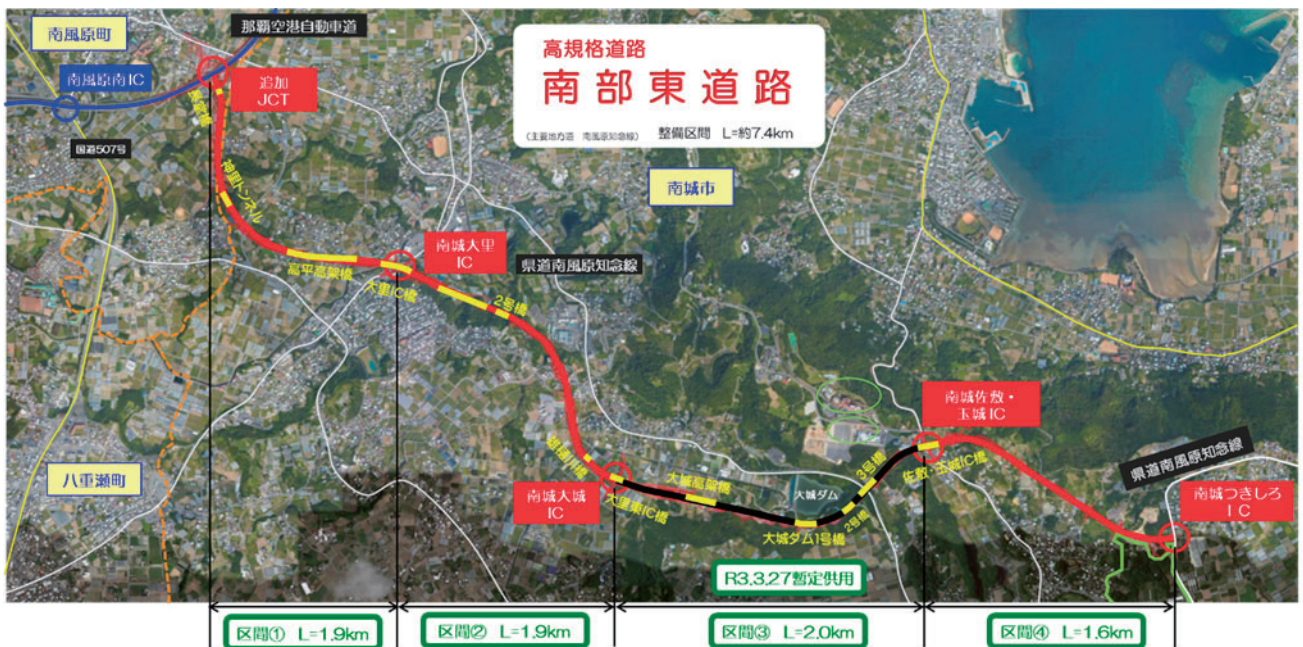 南風原町
那覇空港自動車道
高規格道路
南部東道路
(主要地方道 南風原知念線) 整備区間 L=約7.4km
南風原南IC
追加
JCT
国道507号
神里トンネル
南城市
南城大里
IC
県道南風原知念線
高平高架橋
大里IC橋
2号橋
八重瀬町
南城佐敷・
玉城IC
県道南風原知念線
南城つきしろ
IC
南城大城
IC
大里東IC橋
大城高架橋
大城ダム
大城ダム1号橋
2号橋
3号橋
佐敷・玉城IC橋
R3.3.27暫定供用
区間① L=1.9km
区間② L=1.9km
区間③ L=2.0km
区間④ L=1.6km